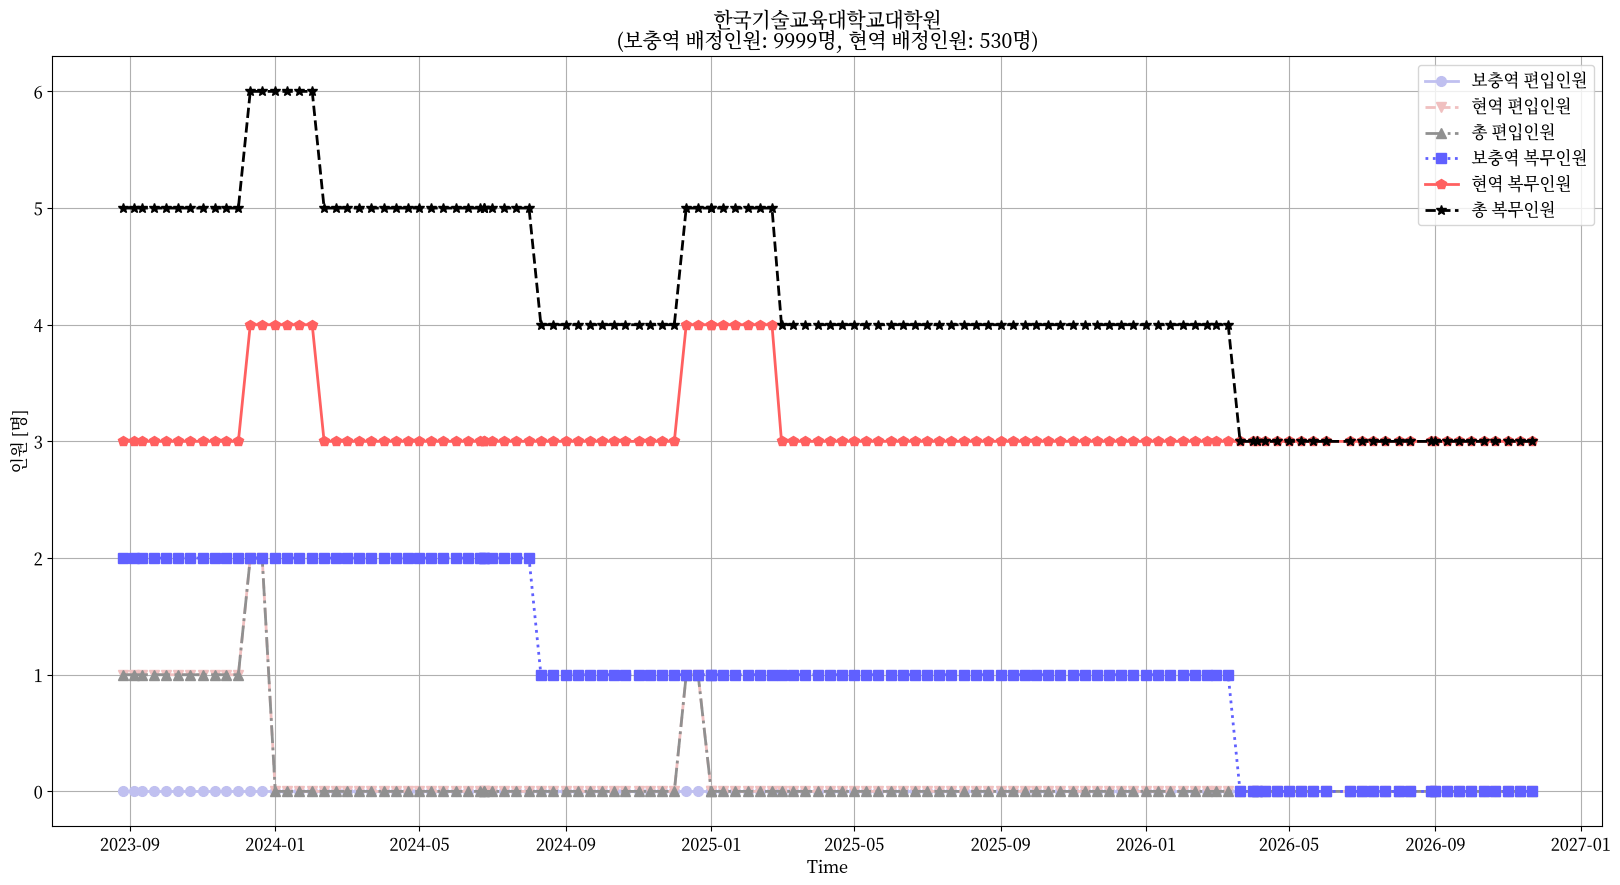 한국기술교육대학교대학원
(보충역 배정인원: 9999명, 현역 배정인원: 530명)
보충역 편입인원
현역 편입인원
총 편입인원
보충역 복무인원
현역 복무인원
총 복무인원
인원 [명]
6
5
4
3
2
1
0
2023-09 2024-01 2024-05 2024-09 2025-01 2025-05 2025-09 2026-01 2026-05 2026-09 2027-01
Time